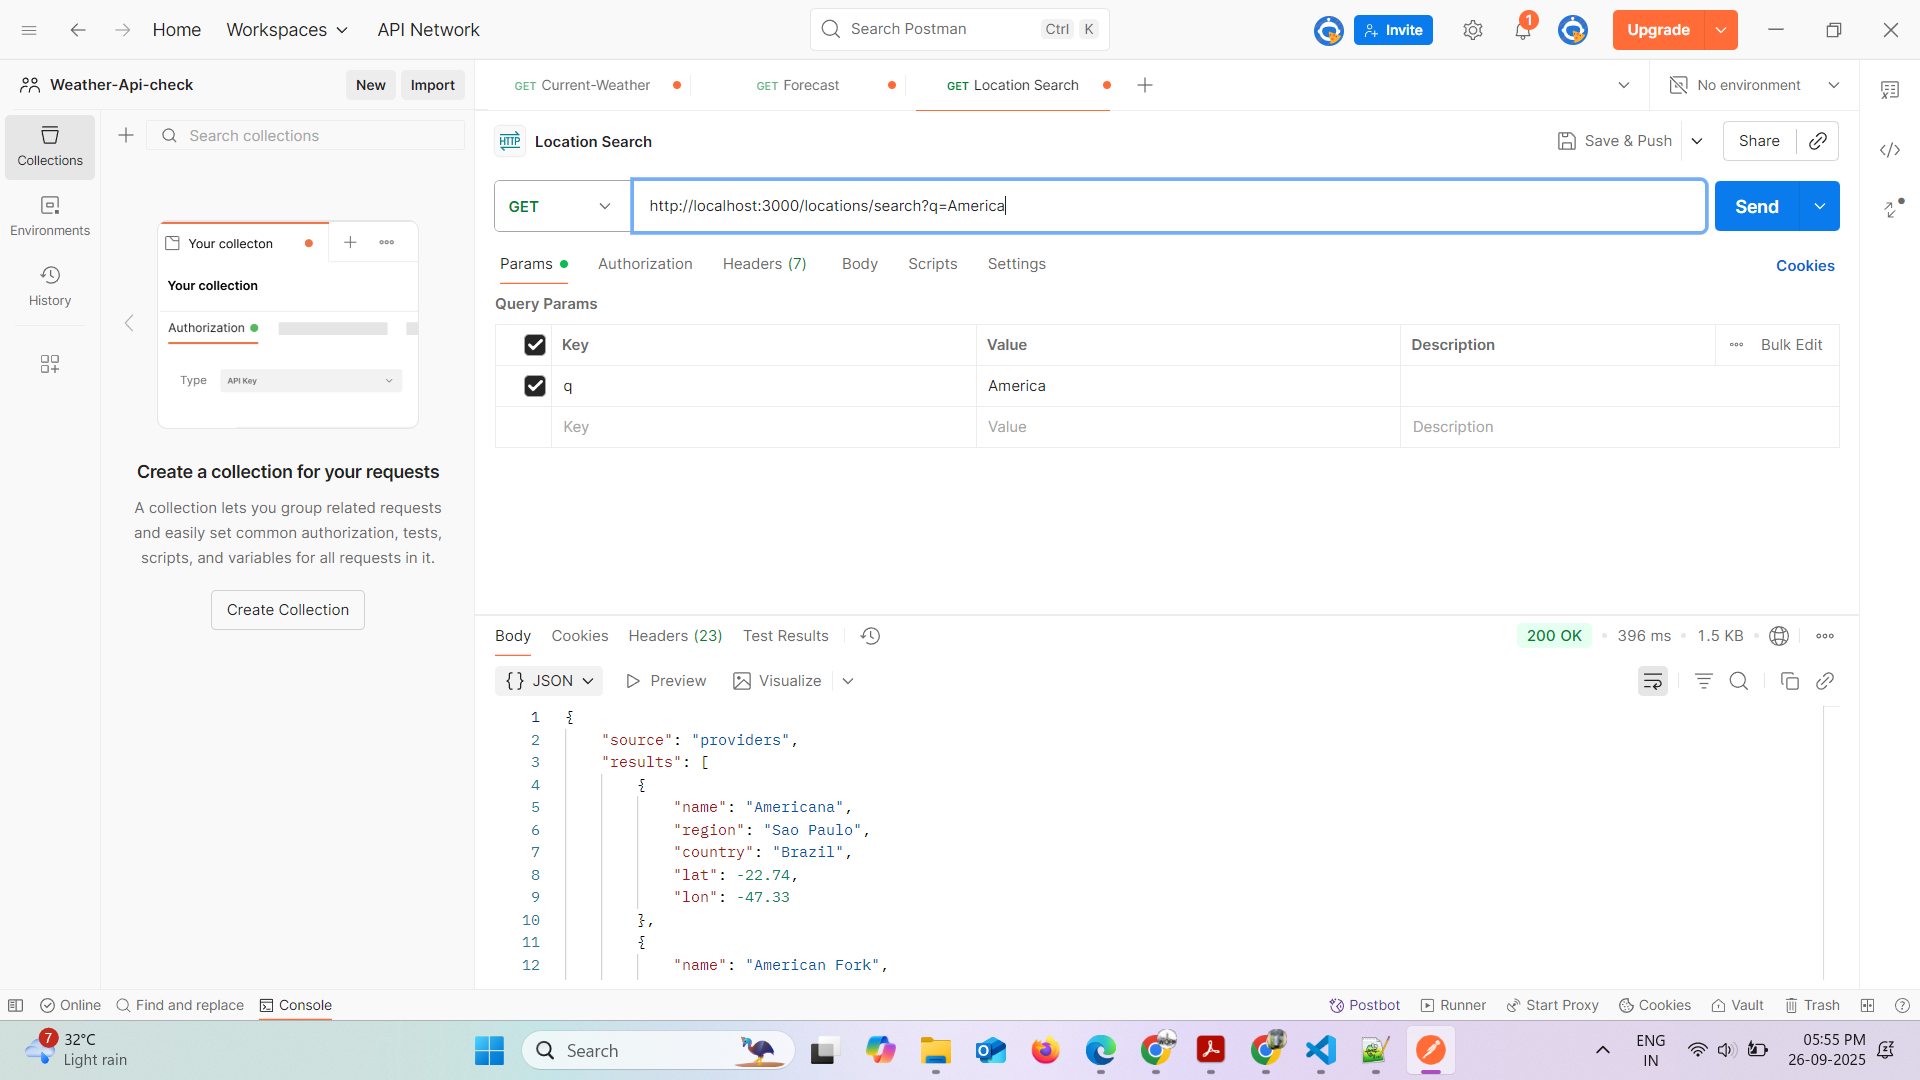 Home
Workspaces
API Network
Search Postman
Ctrl
K
Invite
1
Upgrade
Weather-Api-check
New
Import
GET Current-Weather
GET Forecast
GET Location Search
No environment
Collections
Environments
History
Search collections
Your collecton
Your collection
Authorization
Type
API Key
Create a collection for your requests
A collection lets you group related requests
and easily set common authorization, tests,
scripts, and variables for all requests in it.
Create Collection
HTTP
Location Search
Save & Push
Share
GET
http://localhost:3000/locations/search?q=America
Send
Params
Authorization
Headers (7)
Body
Scripts
Settings
Cookies
Query Params
Key
Value
Description
Bulk Edit
q
America
Key
Value
Description
Body
Cookies
Headers (23)
Test Results
200 OK
396 ms
1.5 KB
{} JSON
Preview
Visualize
1 {
2 "source": "providers",
3 "results": [
4 {
5 "name": "Americana",
6 "region": "Sao Paulo",
7 "country": "Brazil",
8 "lat": -22.74,
9 "lon": -47.33
10 },
11 {
12 "name": "American Fork",
Online
Find and replace
Console
Postbot
Runner
Start Proxy
Cookies
Vault
Trash
7
32°C
Light rain
Search
ENG
IN
05:55 PM
26-09-2025